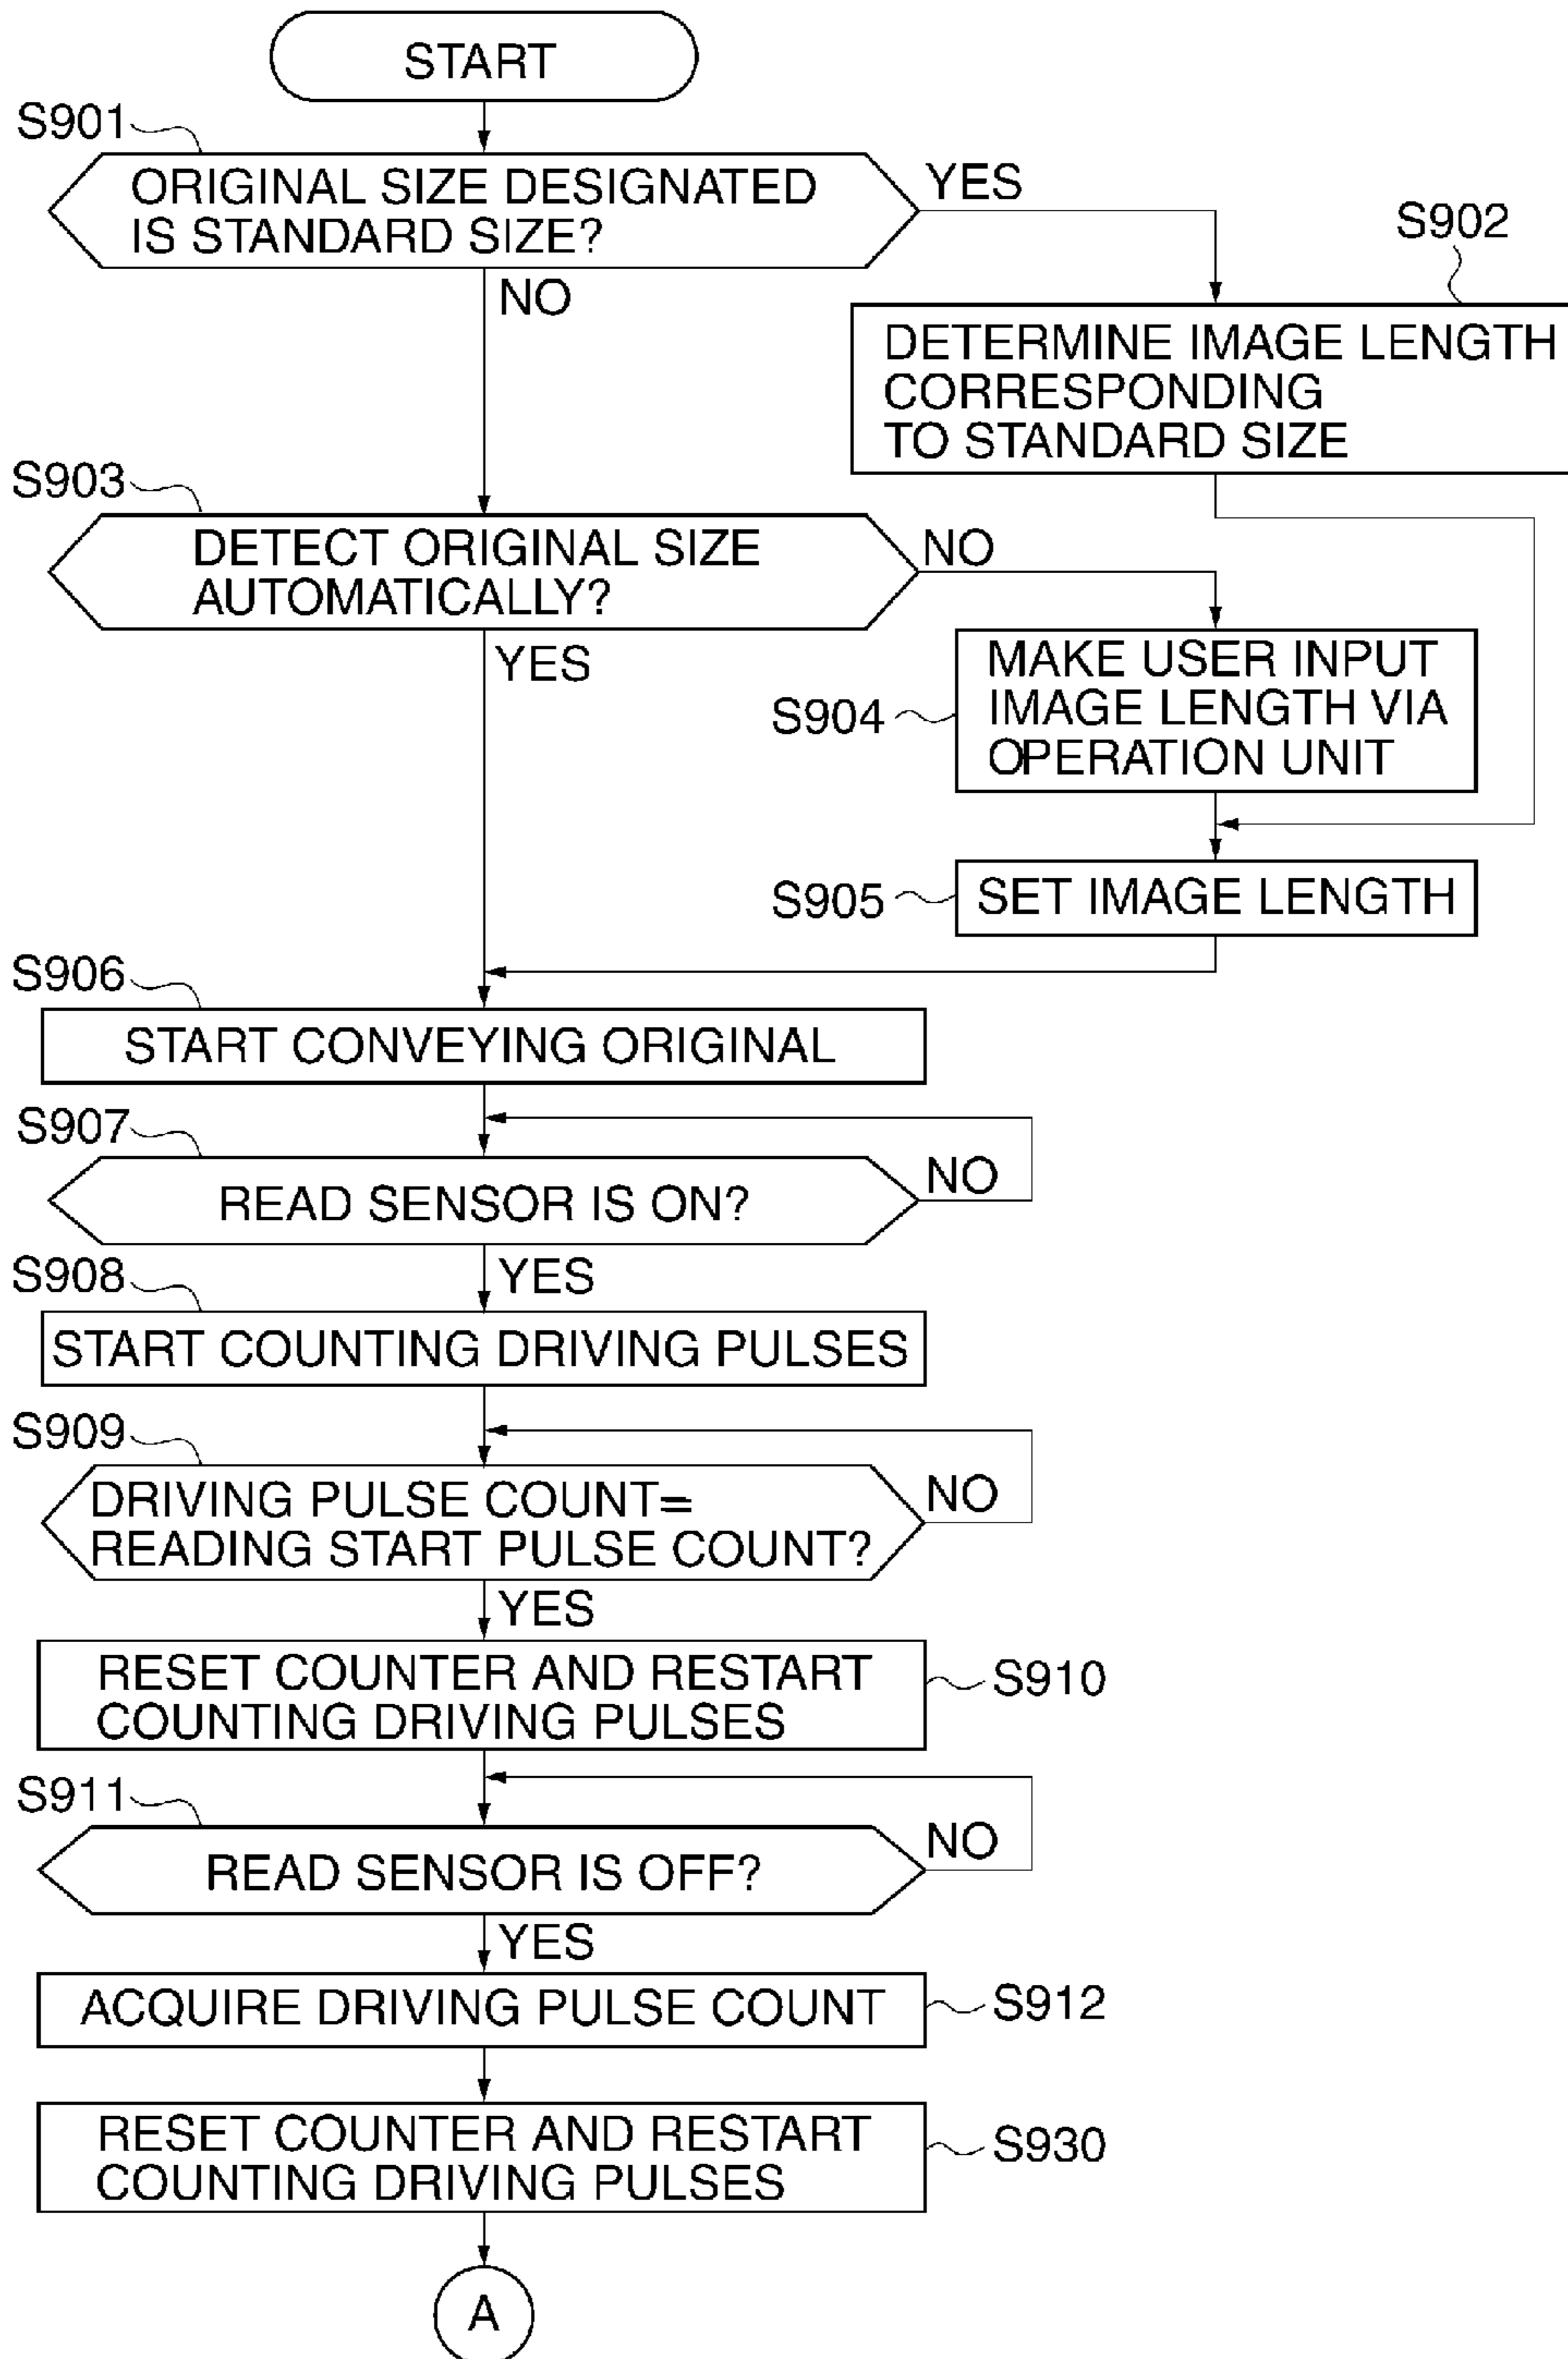 START
S901
ORIGINAL SIZE DESIGNATED
IS STANDARD SIZE?
YES
NO
S902
DETERMINE IMAGE LENGTH
CORRESPONDING
TO STANDARD SIZE
S903
DETECT ORIGINAL SIZE
AUTOMATICALLY?
NO
YES
S904
MAKE USER INPUT
IMAGE LENGTH VIA
OPERATION UNIT
S905
SET IMAGE LENGTH
S906
START CONVEYING ORIGINAL
S907
READ SENSOR IS ON?
NO
YES
S908
START COUNTING DRIVING PULSES
S909
DRIVING PULSE COUNT=
READING START PULSE COUNT?
NO
YES
RESET COUNTER AND RESTART
COUNTING DRIVING PULSES
S910
S911
READ SENSOR IS OFF?
NO
YES
ACQUIRE DRIVING PULSE COUNT
S912
RESET COUNTER AND RESTART
COUNTING DRIVING PULSES
S930
A